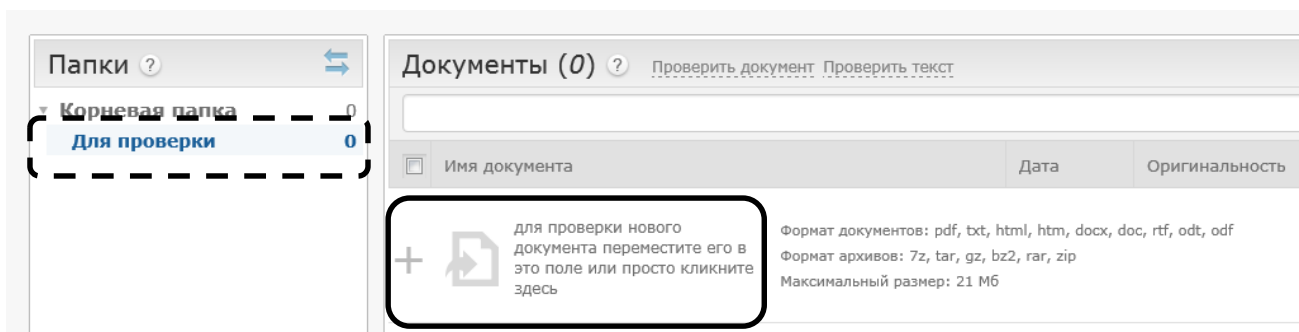 Папки ?
Корневая папка 0
Для проверки 0
Документы (0) ? Проверить документ Проверить текст
Имя документа Дата Оригинальность
для проверки нового
документа переместите его в
это поле или просто кликните
здесь
Формат документов: pdf, txt, html, htm, docx, doc, rtf, odt, odf
Формат архивов: 7z, tar, gz, bz2, rar, zip
Максимальный размер: 21 Мб